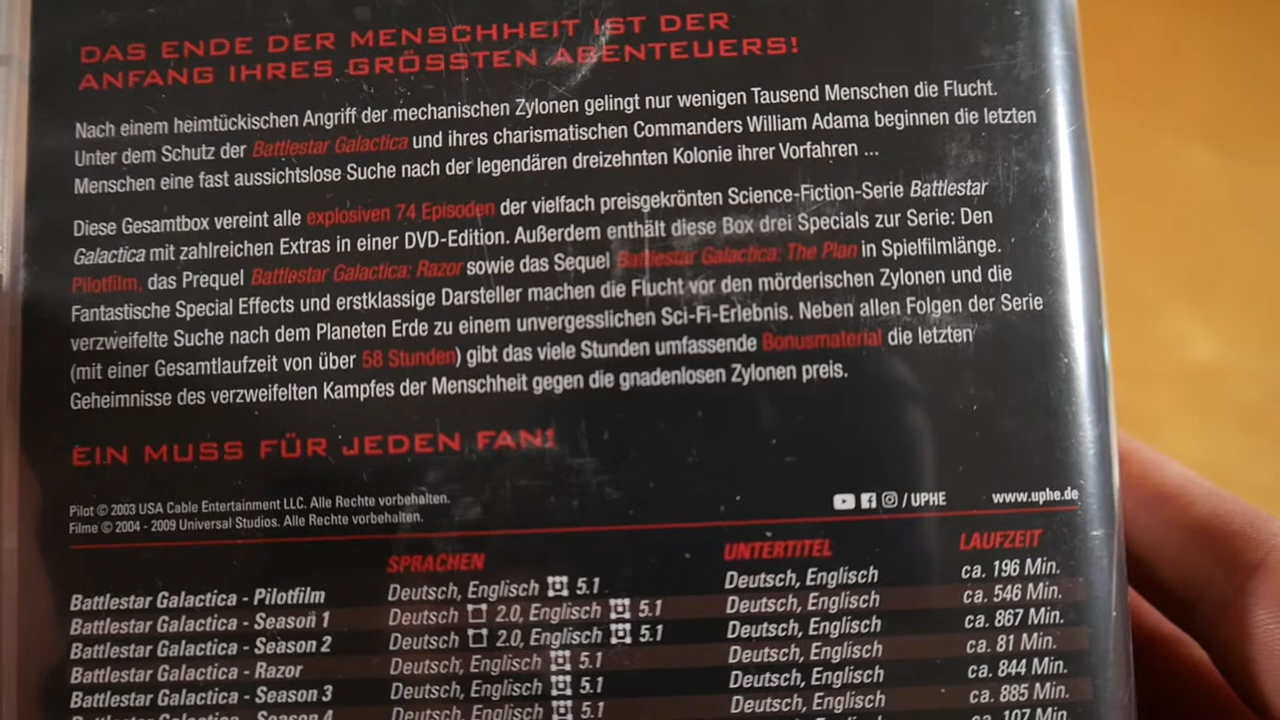 DAS ENDE DER MENSCHHEIT IST DER
ANFANG IHRES GRÖSSTEN ABENTEUERS!
Nach einem heimtückischen Angriff der mechanischen Zylonen gelingt nur wenigen Tausend Menschen die Flucht.
Unter dem Schutz der Battlestar Galactica und ihres charismatischen Commanders William Adama beginnen die letzten
Menschen eine fast aussichtslose Suche nach der legendären dreizehnten Kolonie ihrer Vorfahren ...
Diese Gesamtbox vereint alle explosiven 74 Episoden der vielfach preisgekrönten Science-Fiction-Serie Battlestar
Galactica mit zahlreichen Extras in einer DVD-Edition. Außerdem enthält diese Box drei Specials zur Serie: Den
Pilotfilm, das Prequel Battlestar Galactica: Razor sowie das Sequel Battlestar Galactica: The Plan in Spielfilmlänge.
Fantastische Special Effects und erstklassige Darsteller machen die Flucht vor den mörderischen Zylonen und die
verzweifelte Suche nach dem Planeten Erde zu einem unvergesslichen Sci-Fi-Erlebnis. Neben allen Folgen der Serie
(mit einer Gesamtlaufzeit von über 58 Stunden) gibt das viele Stunden umfassende Bonusmaterial die letzten
Geheimnisse des verzweifelten Kampfes der Menschheit gegen die gnadenlosen Zylonen preis.
EIN MUSS FÜR JEDEN FAN!
Pilot © 2003 USA Cable Entertainment LLC. Alle Rechte vorbehalten.
Filme © 2004 - 2009 Universal Studios. Alle Rechte vorbehalten.
/ UPHE www.uphe.de
SPRACHEN UNTERTITEL LAUFZEIT
Battlestar Galactica - Pilotfilm Deutsch, Englisch 5.1 Deutsch, Englisch ca. 196 Min.
Battlestar Galactica - Season 1 Deutsch 2.0, Englisch 5.1 Deutsch, Englisch ca. 546 Min.
Battlestar Galactica - Season 2 Deutsch 2.0, Englisch 5.1 Deutsch, Englisch ca. 867 Min.
Battlestar Galactica - Razor Deutsch, Englisch 5.1 Deutsch, Englisch ca. 81 Min.
Battlestar Galactica - Season 3 Deutsch, Englisch 5.1 Deutsch, Englisch ca. 844 Min.
Battlestar Galactica - Season 4 Deutsch, Englisch 5.1 Deutsch, Englisch ca. 885 Min.
ca. 107 Min.